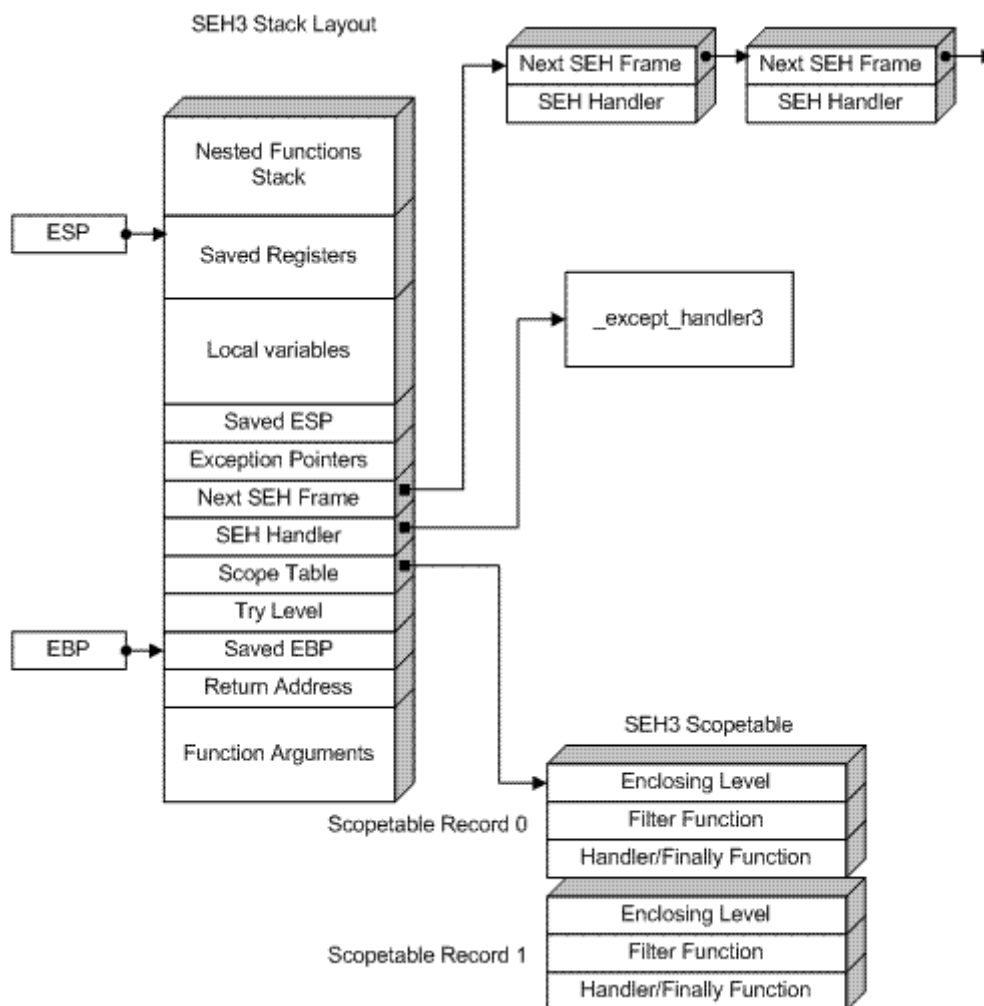 SEH3 Stack Layout
Next SEH Frame
SEH Handler
Next SEH Frame
SEH Handler
Nested Functions
Stack
ESP
Saved Registers
_except_handler3
Local variables
Saved ESP
Exception Pointers
Next SEH Frame
SEH Handler
Scope Table
Try Level
EBP
Saved EBP
Return Address
Function Arguments
SEH3 Scopetable
Scopetable Record 0
Enclosing Level
Filter Function
Handler/Finally Function
Scopetable Record 1
Enclosing Level
Filter Function
Handler/Finally Function